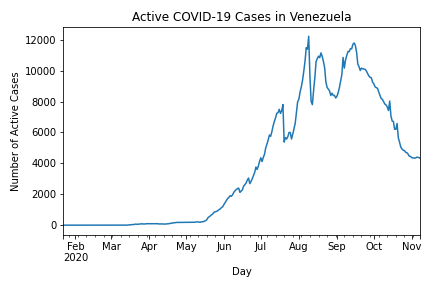 Active COVID-19 Cases in Venezuela
Number of Active Cases
12000
10000
8000
6000
4000
2000
0
Feb Mar Apr May Jun Jul Aug Sep Oct Nov
2020
Day